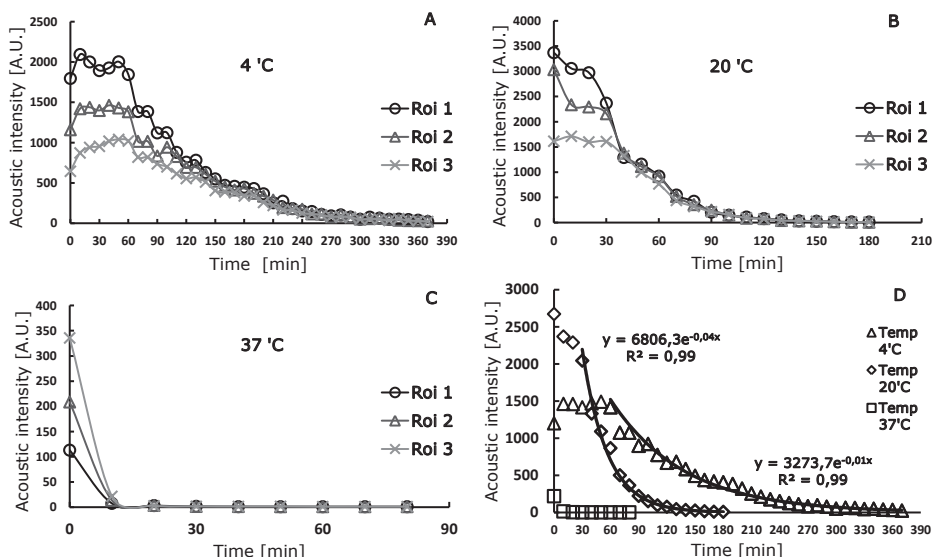 A
4 'C
Acoustic intensity [A.U.]
2500
2000
1500
1000
500
0
0 30 60 90 120 150 180 210 240 270 300 330 360 390
Time [min]
Roi 1
Roi 2
Roi 3
B
20 'C
Acoustic intensity [A.U.]
4000
3500
3000
2500
2000
1500
1000
500
0
0 30 60 90 120 150 180 210
Time [min]
Roi 1
Roi 2
Roi 3
C
37 'C
Acoustic intensity [A.U.]
400
350
300
250
200
150
100
50
0
0 30 60 90
Time [min]
Roi 1
Roi 2
Roi 3
D
Acoustic intensity [A.U.]
3000
2500
2000
1500
1000
500
0
0 30 60 90 120 150 180 210 240 270 300 330 360 390
Time [min]
y = 6806,3e-0,04x
R² = 0,99
y = 3273,7e-0,01x
R² = 0,99
Temp
4'C
Temp
20'C
Temp
37'C